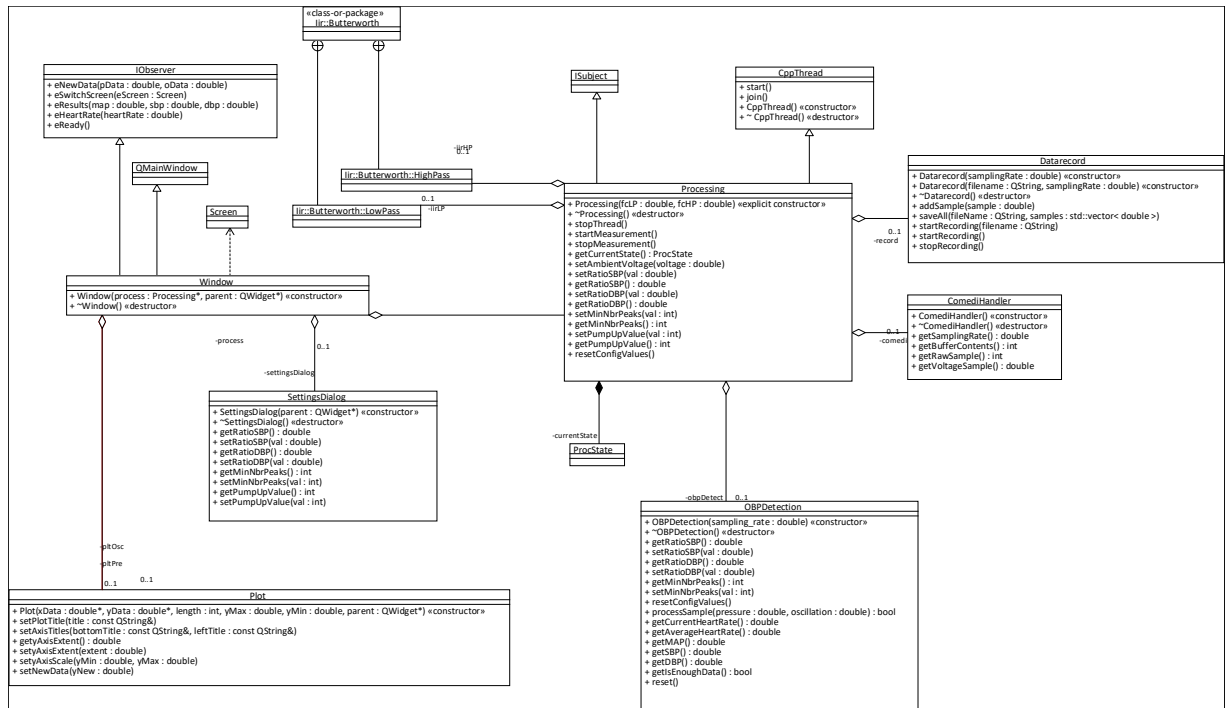 «class-or-package»
Iir::Butterworth
IObserver
+ eNewData(pData : double, oData : double)
+ eSwitchScreen(eScreen : Screen)
+ eResults(map : double, sbp : double, dbp : double)
+ eHeartRate(heartRate : double)
+ eReady()
ISubject
CppThread
+ start()
+ join()
+ CppThread() «constructor»
+ ~ CppThread() «destructor»
QMainWindow
Screen
-iirHP
0..1
Iir::Butterworth::HighPass
0..1
-iirLP
Iir::Butterworth::LowPass
Processing
+ Processing(fcLP : double, fcHP : double) «explicit constructor»
+ ~Processing() «destructor»
+ stopThread()
+ startMeasurement()
+ stopMeasurement()
+ getCurrentState() : ProcState
+ setAmbientVoltage(voltage : double)
+ setRatioSBP(val : double)
+ getRatioSBP() : double
+ setRatioDBP(val : double)
+ getRatioDBP() : double
+ setMinNbrPeaks(val : int)
+ getMinNbrPeaks() : int
+ setPumpUpValue(val : int)
+ getPumpUpValue() : int
+ resetConfigValues()
Datarecord
+ Datarecord(samplingRate : double) «constructor»
+ Datarecord(filename : QString, samplingRate : double) «constructor»
+ ~Datarecord() «destructor»
+ addSample(sample : double)
+ saveAll(fileName : QString, samples : std::vector< double >)
+ startRecording(filename : QString)
+ startRecording()
+ stopRecording()
0..1
-record
Window
+ Window(process : Processing*, parent : QWidget*) «constructor»
+ ~Window() «destructor»
ComediHandler
+ ComediHandler() «constructor»
+ ~ComediHandler() «destructor»
+ getSamplingRate() : double
+ getBufferContents() : int
+ getRawSample() : int
+ getVoltageSample() : double
0..1
-comedi
-process
0..1
-settingsDialog
SettingsDialog
+ SettingsDialog(parent : QWidget*) «constructor»
+ ~SettingsDialog() «destructor»
+ getRatioSBP() : double
+ setRatioSBP(val : double)
+ getRatioDBP() : double
+ setRatioDBP(val : double)
+ getMinNbrPeaks() : int
+ setMinNbrPeaks(val : int)
+ getPumpUpValue() : int
+ setPumpUpValue(val : int)
-currentState
ProcState
-obpDetect
0..1
OBPDetection
+ OBPDetection(sampling_rate : double) «constructor»
+ ~OBPDetection() «destructor»
+ getRatioSBP() : double
+ setRatioSBP(val : double)
+ getRatioDBP() : double
+ setRatioDBP(val : double)
+ getMinNbrPeaks() : int
+ setMinNbrPeaks(val : int)
+ resetConfigValues()
+ processSample(pressure : double, oscillation : double) : bool
+ getCurrentHeartRate() : double
+ getAverageHeartRate() : double
+ getMAP() : double
+ getSBP() : double
+ getDBP() : double
+ getIsEnoughData() : bool
+ reset()
-pltOsc
-pltPre
0..1
0..1
Plot
+ Plot(xData : double*, yData : double*, length : int, yMax : double, yMin : double, parent : QWidget*) «constructor»
+ setPlotTitle(title : const QString&)
+ setAxisTitles(bottomTitle : const QString&, leftTitle : const QString&)
+ getyAxisExtent() : double
+ setyAxisExtent(extent : double)
+ setyAxisScale(yMin : double, yMax : double)
+ setNewData(yNew : double)